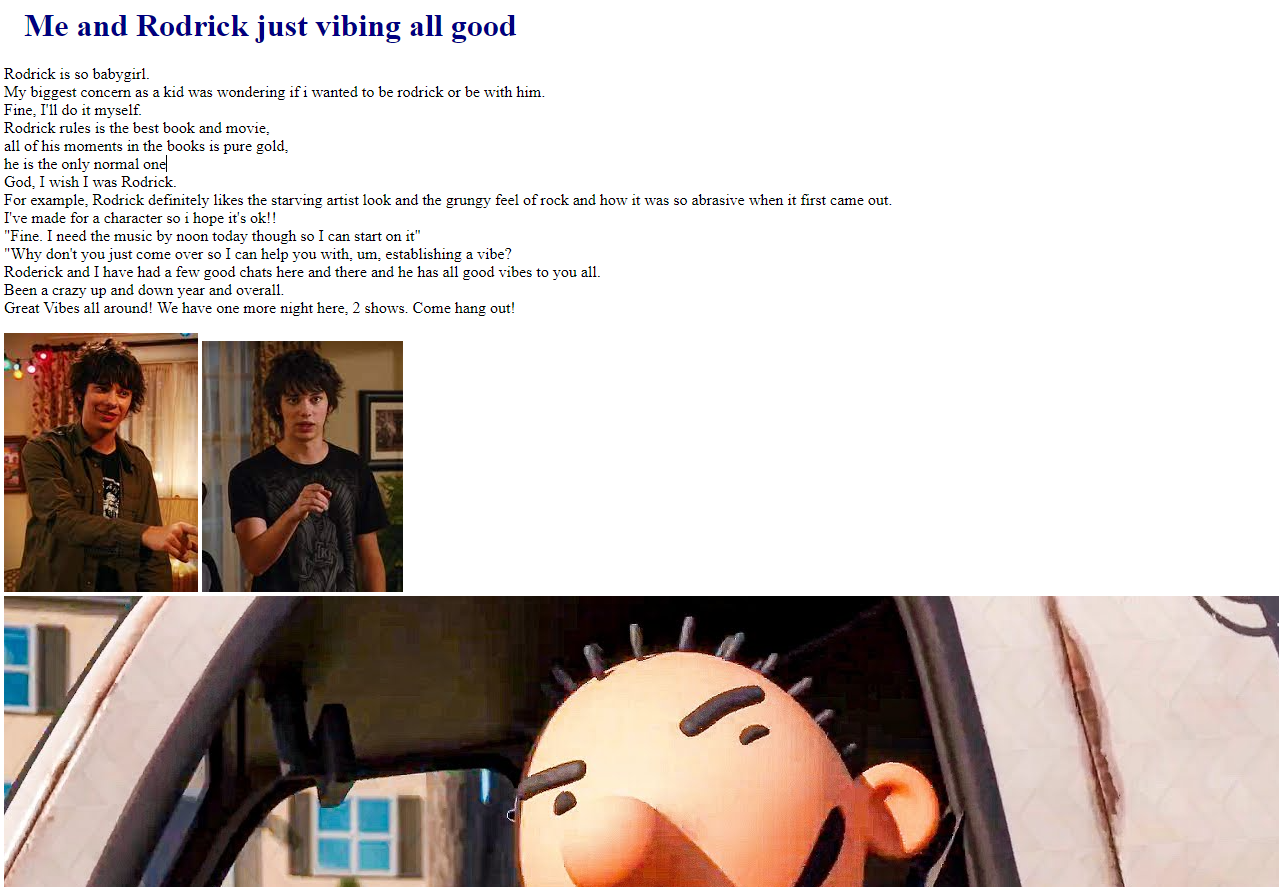 Me and Rodrick just vibing all good
Rodrick is so babygirl.
My biggest concern as a kid was wondering if i wanted to be rodrick or be with him.
Fine, I'll do it myself.
Rodrick rules is the best book and movie,
all of his moments in the books is pure gold,
he is the only normal one
God, I wish I was Rodrick.
For example, Rodrick definitely likes the starving artist look and the grungy feel of rock and how it was so abrasive when it first came out.
I've made for a character so i hope it's ok!!
"Fine. I need the music by noon today though so I can start on it"
"Why don't you just come over so I can help you with, um, establishing a vibe?
Roderick and I have had a few good chats here and there and he has all good vibes to you all.
Been a crazy up and down year and overall.
Great Vibes all around! We have one more night here, 2 shows. Come hang out!